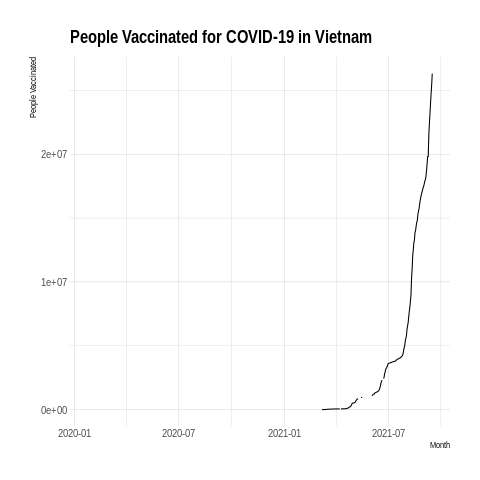 People Vaccinated for COVID-19 in Vietnam
People Vaccinated
2e+07
1e+07
0e+00
2020-01 2020-07 2021-01 2021-07
Month